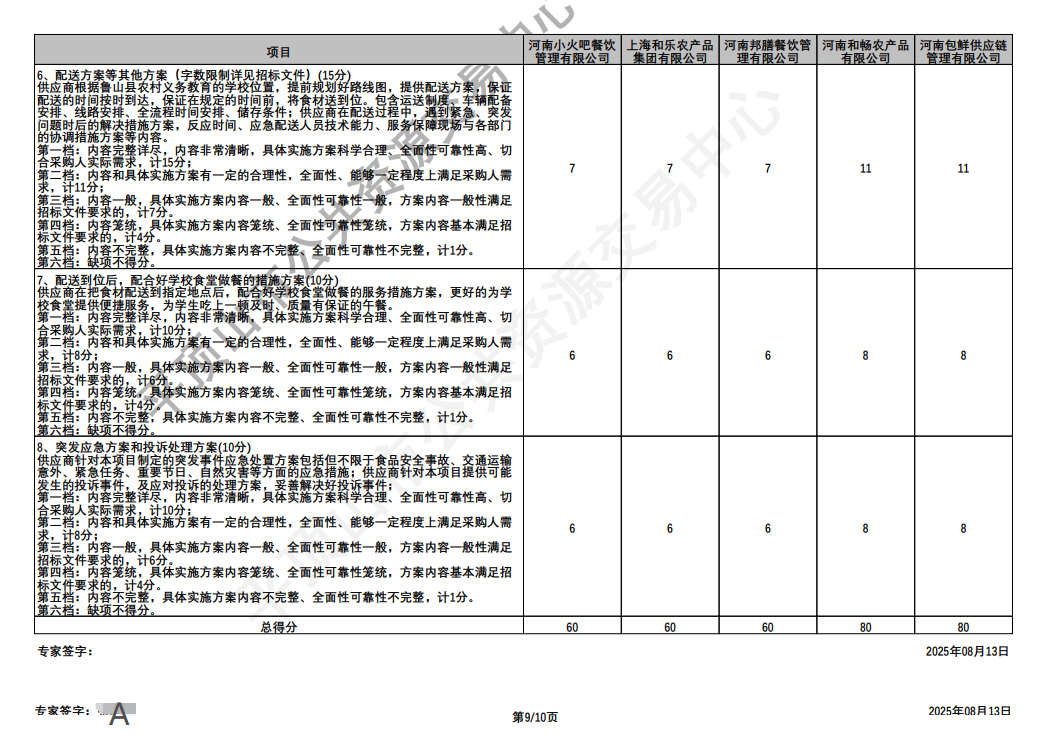 项目
河南小火吧餐饮管理有限公司
上海和乐农产品集团有限公司
河南邦膳餐饮管理有限公司
河南和畅农产品有限公司
河南包鲜供应链管理有限公司
6、配送方案等其他方案（字数限制详见招标文件）(15分)
供应商根据鲁山县农村义务教育的学校位置，提前规划好路线图，提供配送方案，保证
配送的时间按时到达，保证在规定的时间前，将食材送到位。包含运送制度、车辆配备
安排、线路安排、全流程时间安排、储存条件；供应商在配送过程中，遇到紧急、突发
问题时后的解决措施方案，反应时间、应急配送人员技术能力、服务保障现场与各部门
的协调措施方案等内容。
第一档：内容完整详尽，内容非常清晰，具体实施方案科学合理、全面性可靠性高、切
合采购人实际需求，计15分；
第二档：内容和具体实施方案有一定的合理性，全面性、能够一定程度上满足采购人需
求，计11分；
第三档：内容一般，具体实施方案内容一般、全面性可靠性一般，方案内容一般性满足
招标文件要求的，计7分。
第四档：内容笼统，具体实施方案内容笼统、全面性可靠性笼统，方案内容基本满足招
标文件要求的，计4分。
第五档：内容不完整，具体实施方案内容不完整、全面性可靠性不完整，计1分。
第六档：缺项不得分。
7
7
7
11
11
7、配送到位后，配合好学校食堂做餐的措施方案(10分)
供应商在把食材配送到指定地点后，配合好学校食堂做餐的服务措施方案，更好的为学
校食堂提供便捷服务，为学生吃上一顿及时、质量有保证的午餐。
第一档：内容完整详尽，内容非常清晰，具体实施方案科学合理、全面性可靠性高、切
合采购人实际需求，计10分；
第二档：内容和具体实施方案有一定的合理性，全面性、能够一定程度上满足采购人需
求，计8分；
第三档：内容一般，具体实施方案内容一般、全面性可靠性一般，方案内容一般性满足
招标文件要求的，计6分。
第四档：内容笼统，具体实施方案内容笼统、全面性可靠性笼统，方案内容基本满足招
标文件要求的，计4分。
第五档：内容不完整，具体实施方案内容不完整、全面性可靠性不完整，计1分。
第六档：缺项不得分。
6
6
6
8
8
8、突发应急方案和投诉处理方案(10分)
供应商针对本项目制定的突发事件应急处置方案包括但不限于食品安全事故、交通运输
意外、紧急任务、重要节日、自然灾害等方面的应急措施；供应商针对本项目提供可能
发生的投诉事件，及应对投诉的处理方案，妥善解决好投诉事件；
第一档：内容完整详尽，内容非常清晰，具体实施方案科学合理、全面性可靠性高、切
合采购人实际需求，计10分；
第二档：内容和具体实施方案有一定的合理性，全面性、能够一定程度上满足采购人需
求，计8分；
第三档：内容一般，具体实施方案内容一般、全面性可靠性一般，方案内容一般性满足
招标文件要求的，计6分。
第四档：内容笼统，具体实施方案内容笼统、全面性可靠性笼统，方案内容基本满足招
标文件要求的，计4分。
第五档：内容不完整，具体实施方案内容不完整、全面性可靠性不完整，计1分。
第六档：缺项不得分。
6
6
6
8
8
总得分
60
60
60
80
80
专家签字：
2025年08月13日
专家签字：
A
第9/10页
2025年08月13日
平顶山市公共资源交易中心
平顶山市公共资源交易中心